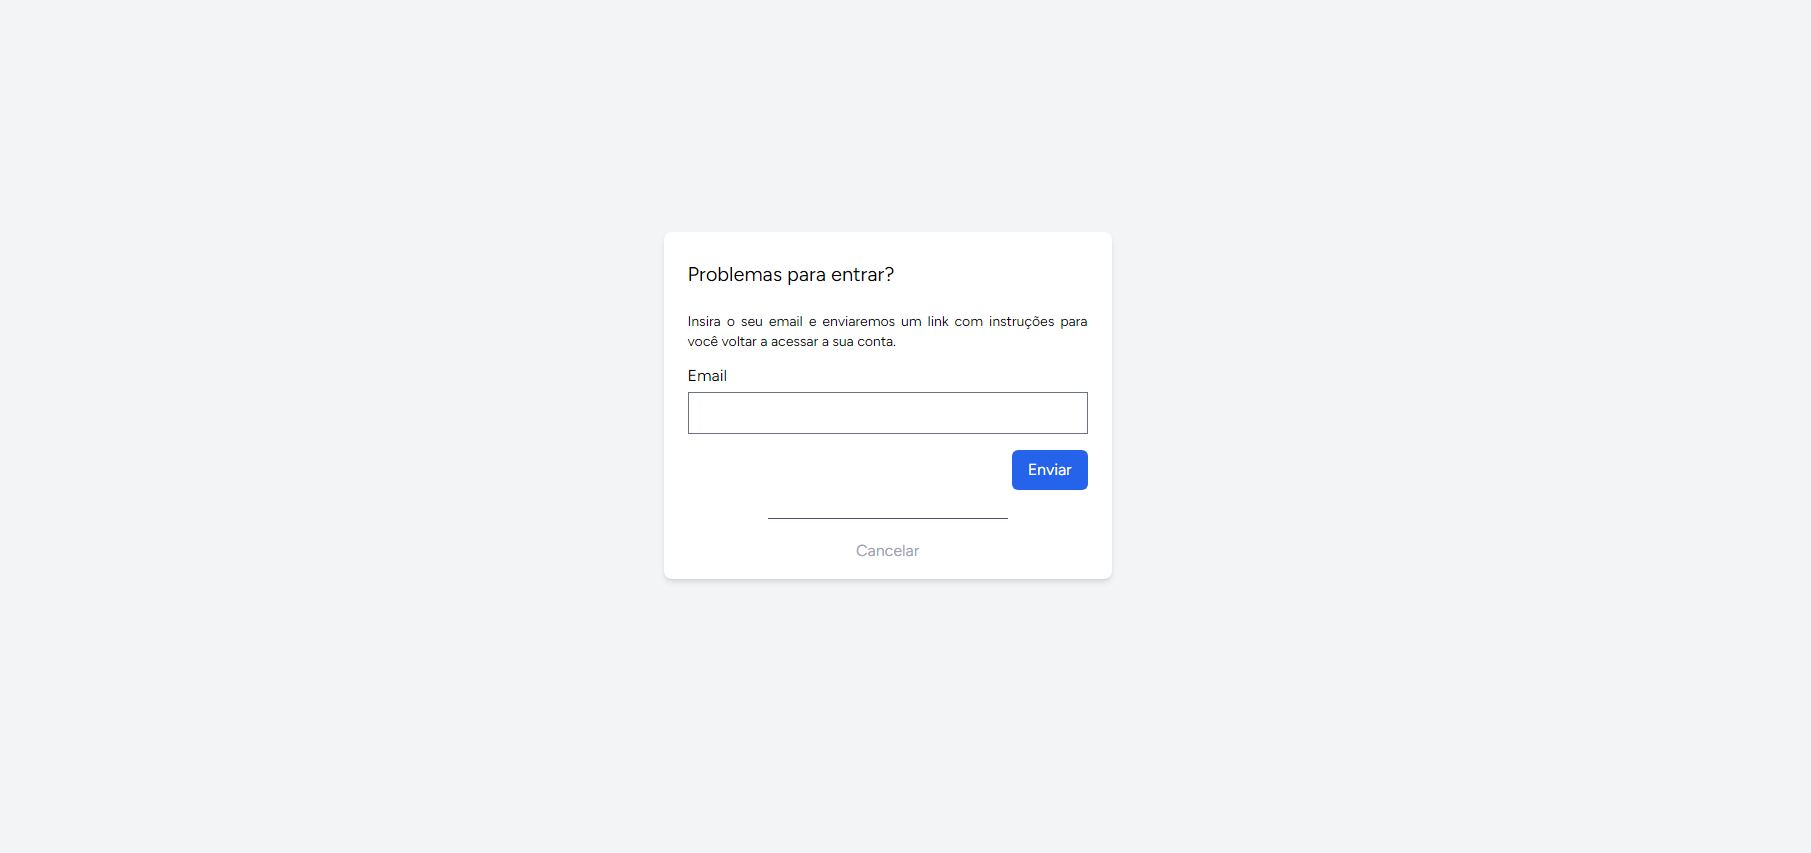 Problemas para entrar?
Insira o seu email e enviaremos um link com instruções para
você voltar a acessar a sua conta.
Email
Enviar
Cancelar